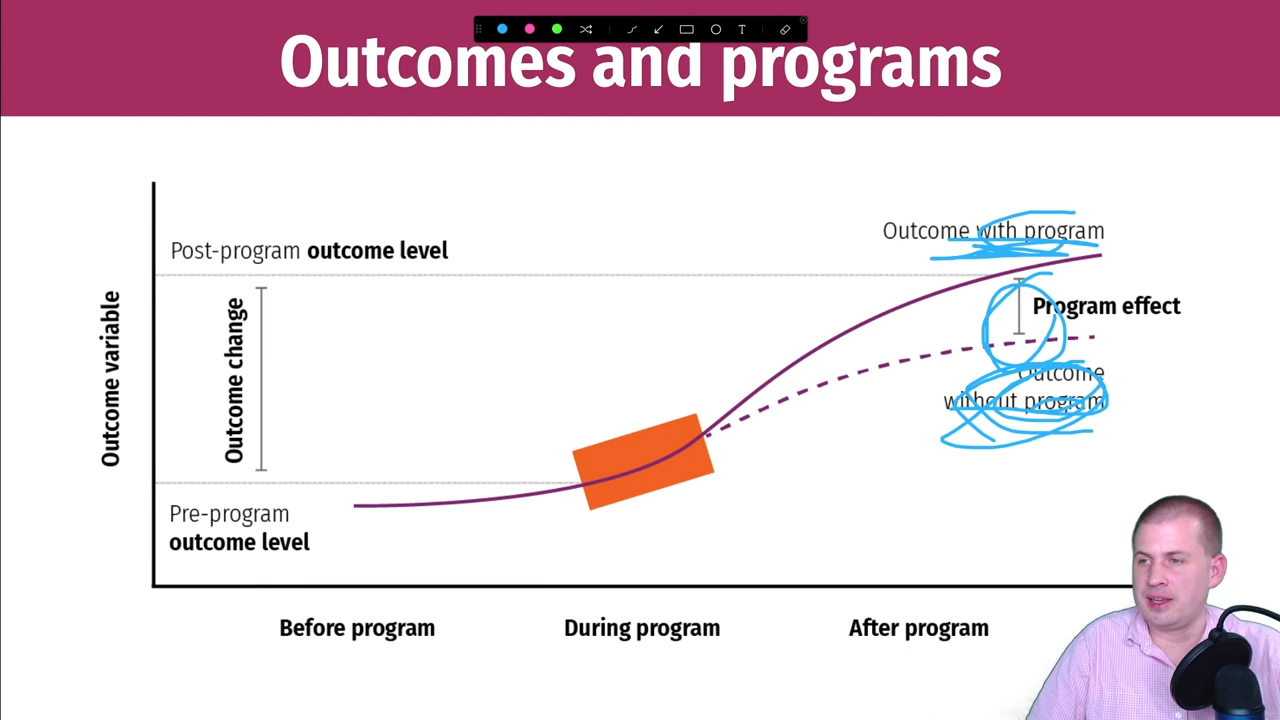 T
Outcomes and programs
Outcome with program
Post-program outcome level
Program effect
Outcome variable
Outcome change
Outcome
without program
Pre-program
outcome level
Before program
During program
After program